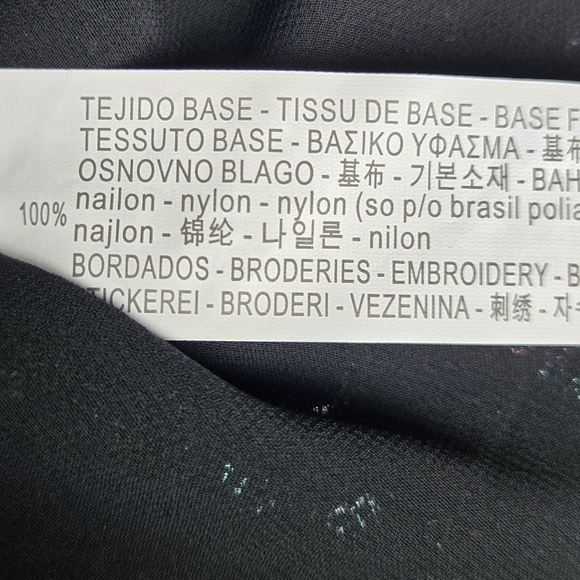 TEJIDO BASE - TISSU DE BASE - BASE
TESSUTO BASE - ΒΑΣΙΚΟ ΥΦΑΣΜΑ - 基
OSNOVNO BLAGO - 基布 - 기본소재 - BAH
nailon - nylon - nylon (so p/o brasil
100% najlon - 锦纶 - 나일론 - nilon
BORDADOS - BRODERIES - EMBROIDERY -
TICKEREI - BRODERI - VEZENINA - 刺绣 -